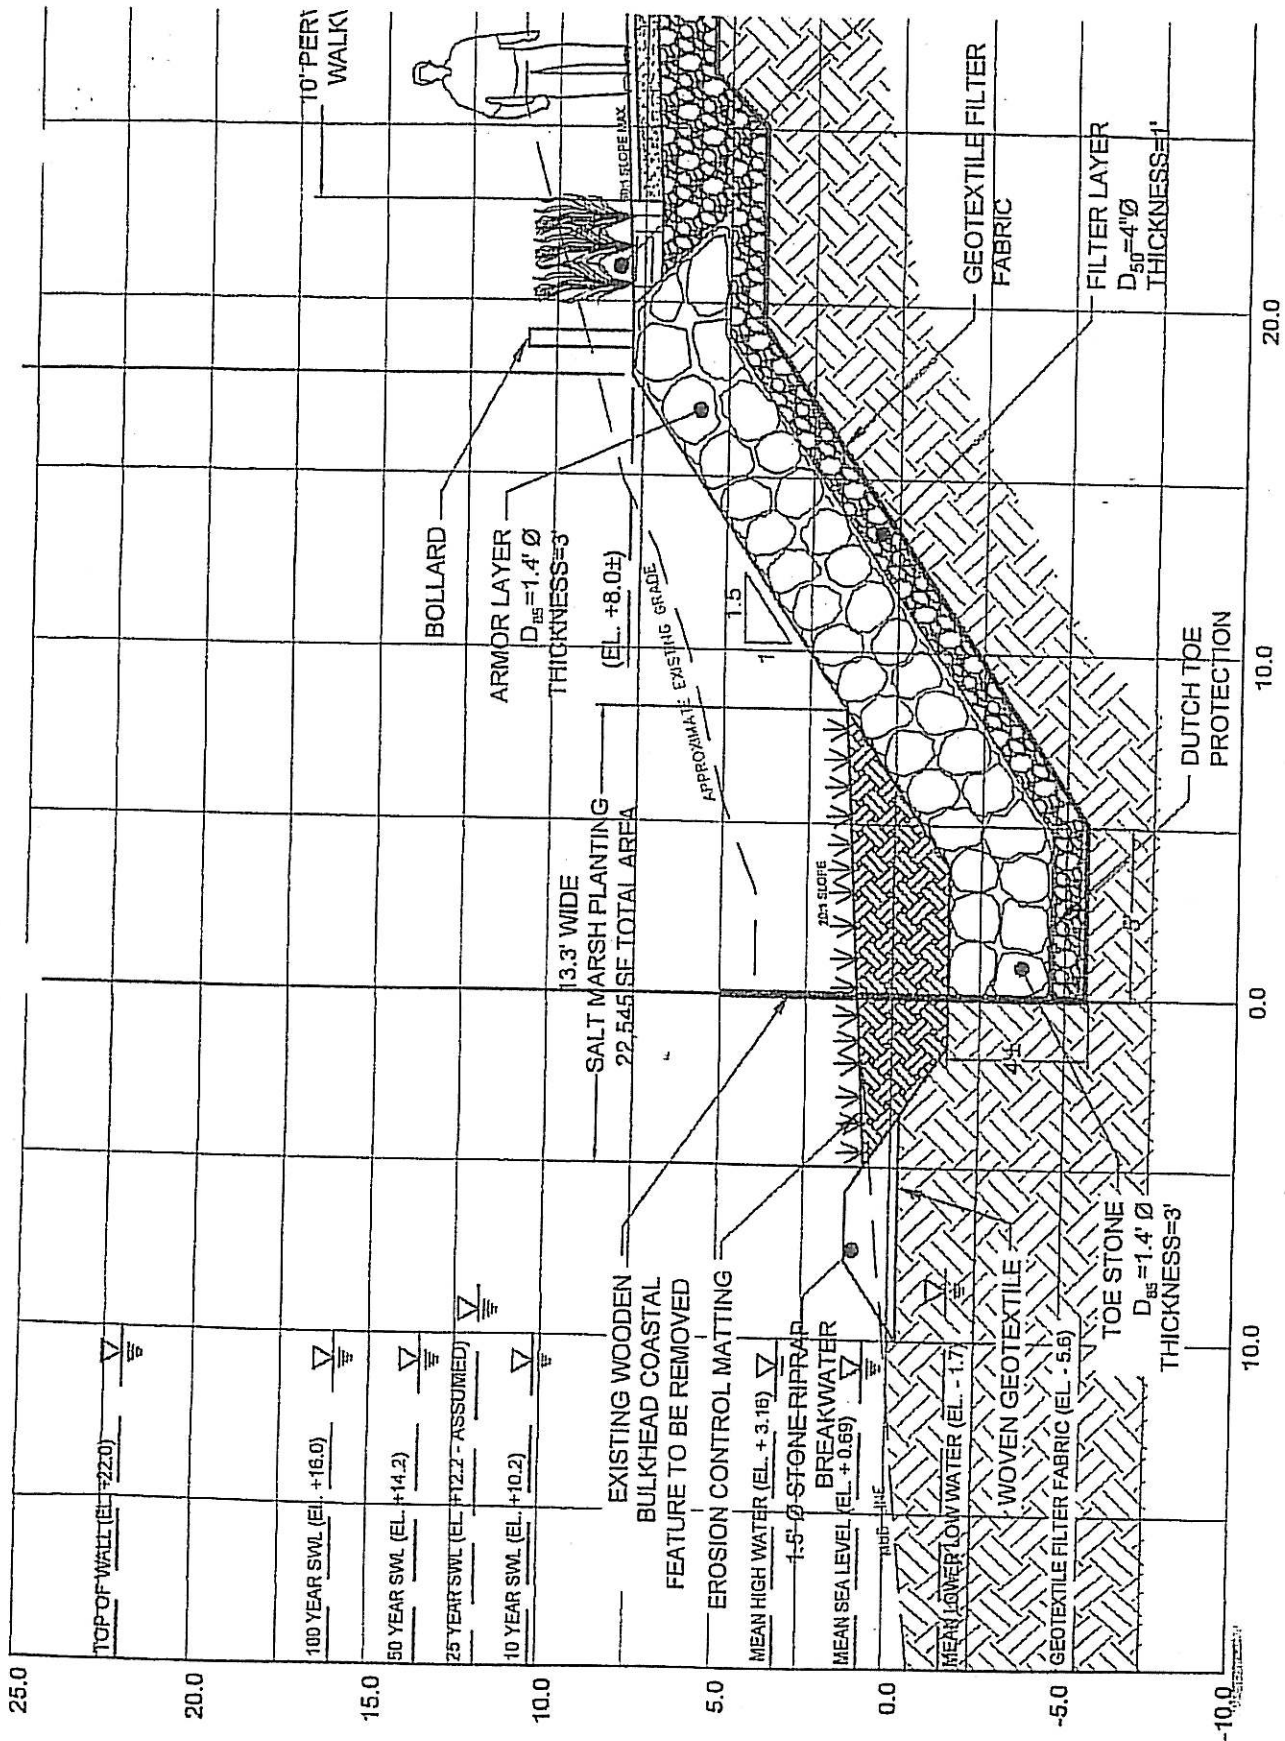 25.0
20.0
15.0
10.0
5.0
0.0
-5.0
-10.0
TOP OF WALL (EL +22.0)
100 YEAR SWL (EL. +16.0)
50 YEAR SWL (EL. +14.2)
25 YEAR SWL (EL. +12.2 - ASSUMED)
10 YEAR SWL (EL. +10.2)
EXISTING WOODEN
BULKHEAD COASTAL
FEATURE TO BE REMOVED
EROSION CONTROL MATTING
MEAN HIGH WATER (EL. + 3.16)
1.5' Ø STONE RIPRAP
BREAKWATER
MEAN SEA LEVEL (EL. + 0.69)
MUD LINE
MEAN LOWER LOW WATER (EL. - 1.7)
WOVEN GEOTEXTILE
GEOTEXTILE FILTER FABRIC (EL. - 5.6)
TOE STONE
D85=1.4' Ø
THICKNESS=3'
13.3' WIDE
SALT MARSH PLANTING
22,545 SF TOTAL AREA
20:1 SLOPE
5'
BOLLARD
ARMOR LAYER
D85=1.4' Ø
THICKNESS=3'
(EL. +8.0±)
APPROXIMATE EXISTING GRADE
1.5
1
DUTCH TOE
PROTECTION
10' PER
WALK
SLOPE MAX.
GEOTEXTILE FILTER
FABRIC
FILTER LAYER
D50=4"Ø
THICKNESS=1'
10.0
0.0
10.0
20.0